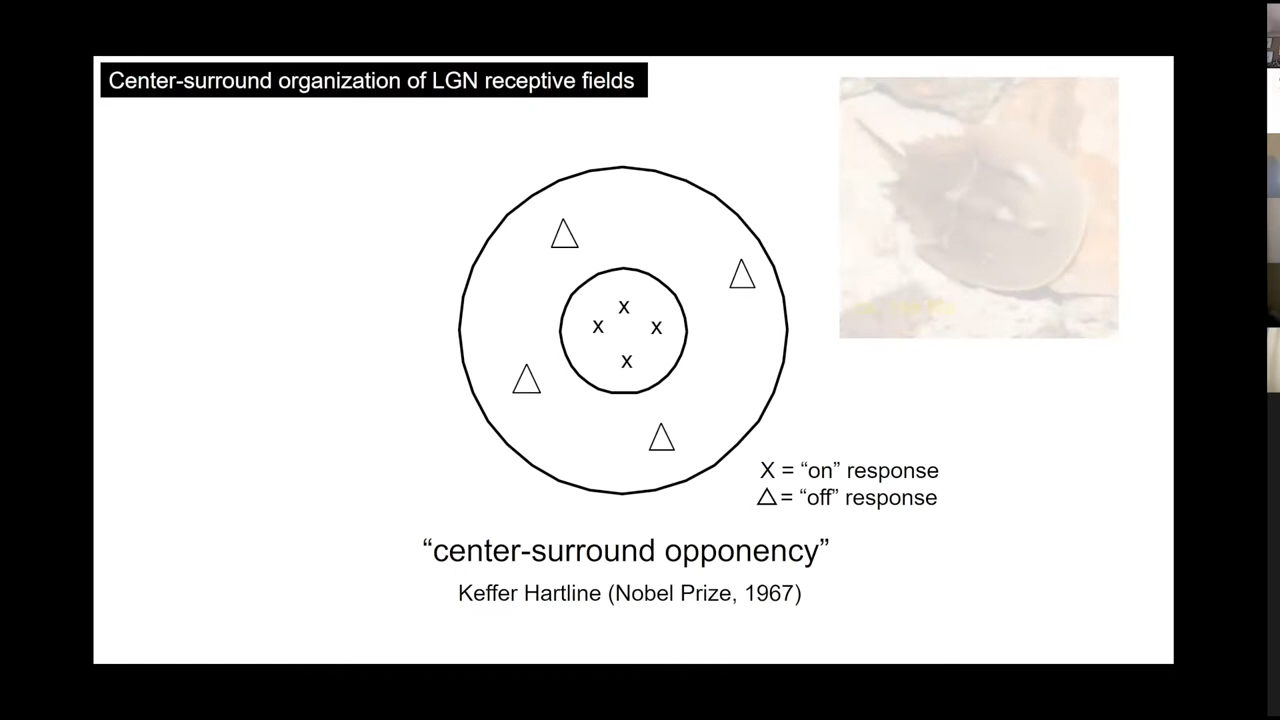 Center-surround organization of LGN receptive fields
x
x x
x
X = “on” response
△ = “off” response
“center-surround opponency”
Keffer Hartline (Nobel Prize, 1967)